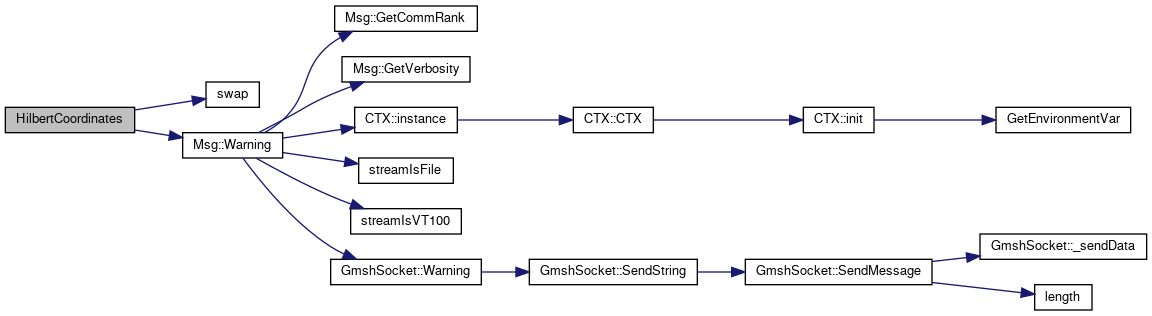 HilbertCoordinates
swap
Msg::Warning
Msg::GetCommRank
Msg::GetVerbosity
CTX::instance
streamIsFile
streamIsVT100
GmshSocket::Warning
CTX::CTX
CTX::init
GetEnvironmentVar
GmshSocket::SendString
GmshSocket::SendMessage
GmshSocket::_sendData
length